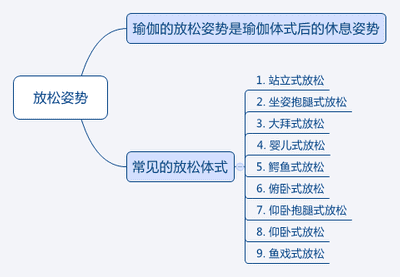 瑜伽的放松姿势是瑜伽体式后的休息姿势
放松姿势
常见的放松体式
1. 站立式放松
2. 坐姿抱腿式放松
3. 大拜式放松
4. 婴儿式放松
5. 鳄鱼式放松
6. 俯卧式放松
7. 仰卧抱腿式放松
8. 仰卧式放松
9. 鱼戏式放松